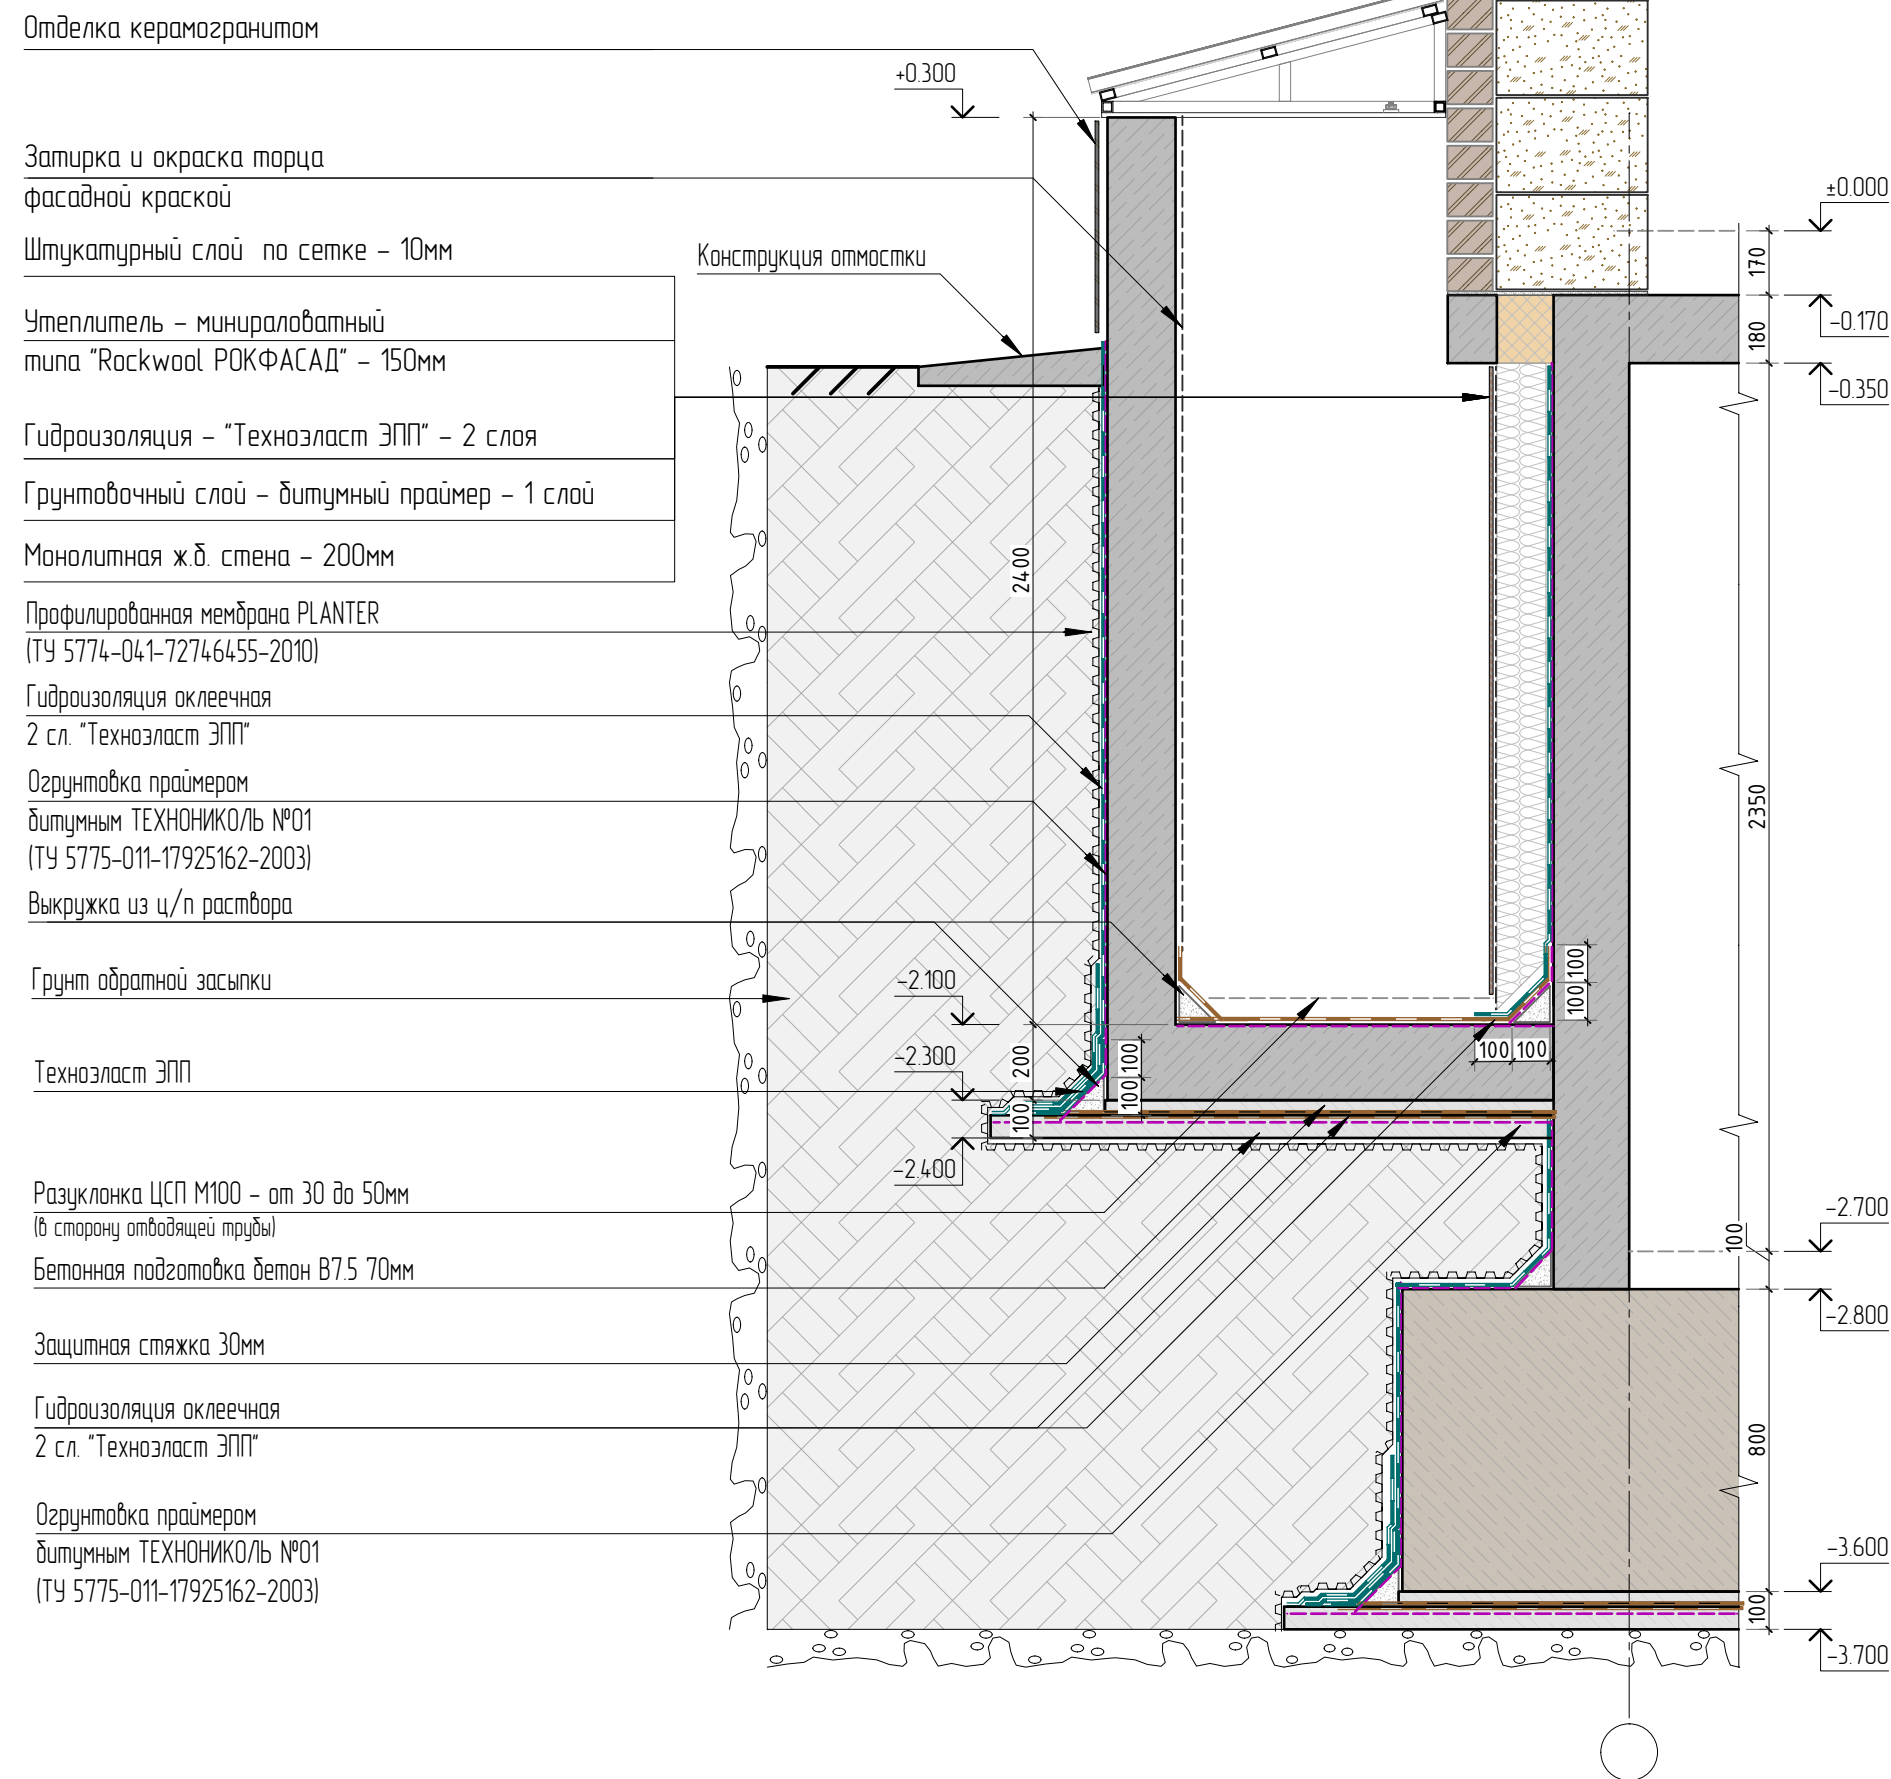 Отделка керамогранитом
+0.300
Затирка и окраска торца
фасадной краской
±0.000
Штукатурный слой по сетке - 10мм
Конструкция отмостки
170
-0.170
Утеплитель - минираловатный
типа "Rockwool РОКФАСАД" - 150мм
180
-0.350
Гидроизоляция - "Техноэласт ЭПП" - 2 слоя
Грунтовочный слой - битумный праймер - 1 слой
Монолитная ж.б. стена - 200мм
2400
Профилированная мембрана PLANTER
(ТУ 5774-041-72746455-2010)
Гидроизоляция оклеечная
2 сл. "Техноэласт ЭПП"
Огрунтовка праймером
битумным ТЕХНОНИКОЛЬ №01
(ТУ 5775-011-17925162-2003)
2350
Выкружка из ц/п раствора
Грунт обратной засыпки
-2.100
100
100
100
100
Техноэласт ЭПП
-2.300
200
100
100
100
-2.400
Разуклонка ЦСП М100 - от 30 до 50мм
(в сторону отводящей трубы)
-2.700
100
Бетонная подготовка бетон В7.5 70мм
-2.800
Защитная стяжка 30мм
Гидроизоляция оклеечная
2 сл. "Техноэласт ЭПП"
800
Огрунтовка праймером
битумным ТЕХНОНИКОЛЬ №01
(ТУ 5775-011-17925162-2003)
-3.600
100
-3.700